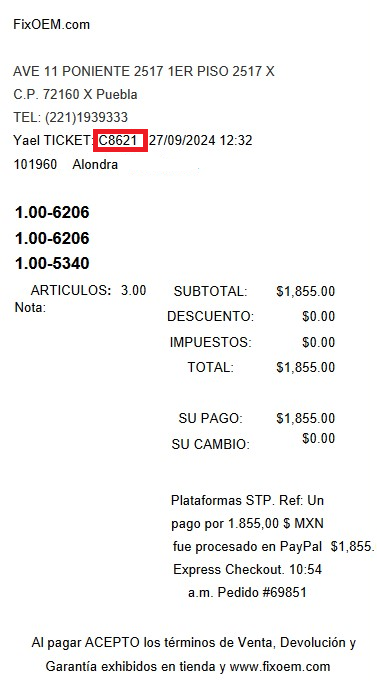 FixOEM.com
AVE 11 PONIENTE 2517 1ER PISO 2517 X
C.P. 72160 X Puebla
TEL: (221)1939333
Yael TICKET: C8621 27/09/2024 12:32
101960 Alondra
1.00-6206
1.00-6206
1.00-5340
ARTICULOS: 3.00 SUBTOTAL: $1,855.00
Nota:
DESCUENTO: $0.00
IMPUESTOS: $0.00
TOTAL: $1,855.00
SU PAGO: $1,855.00
SU CAMBIO: $0.00
Plataformas STP. Ref: Un
pago por 1.855,00 $ MXN
fue procesado en PayPal $1,855.
Express Checkout. 10:54
a.m. Pedido #69851
Al pagar ACEPTO los términos de Venta, Devolución y
Garantía exhibidos en tienda y www.fixoem.com